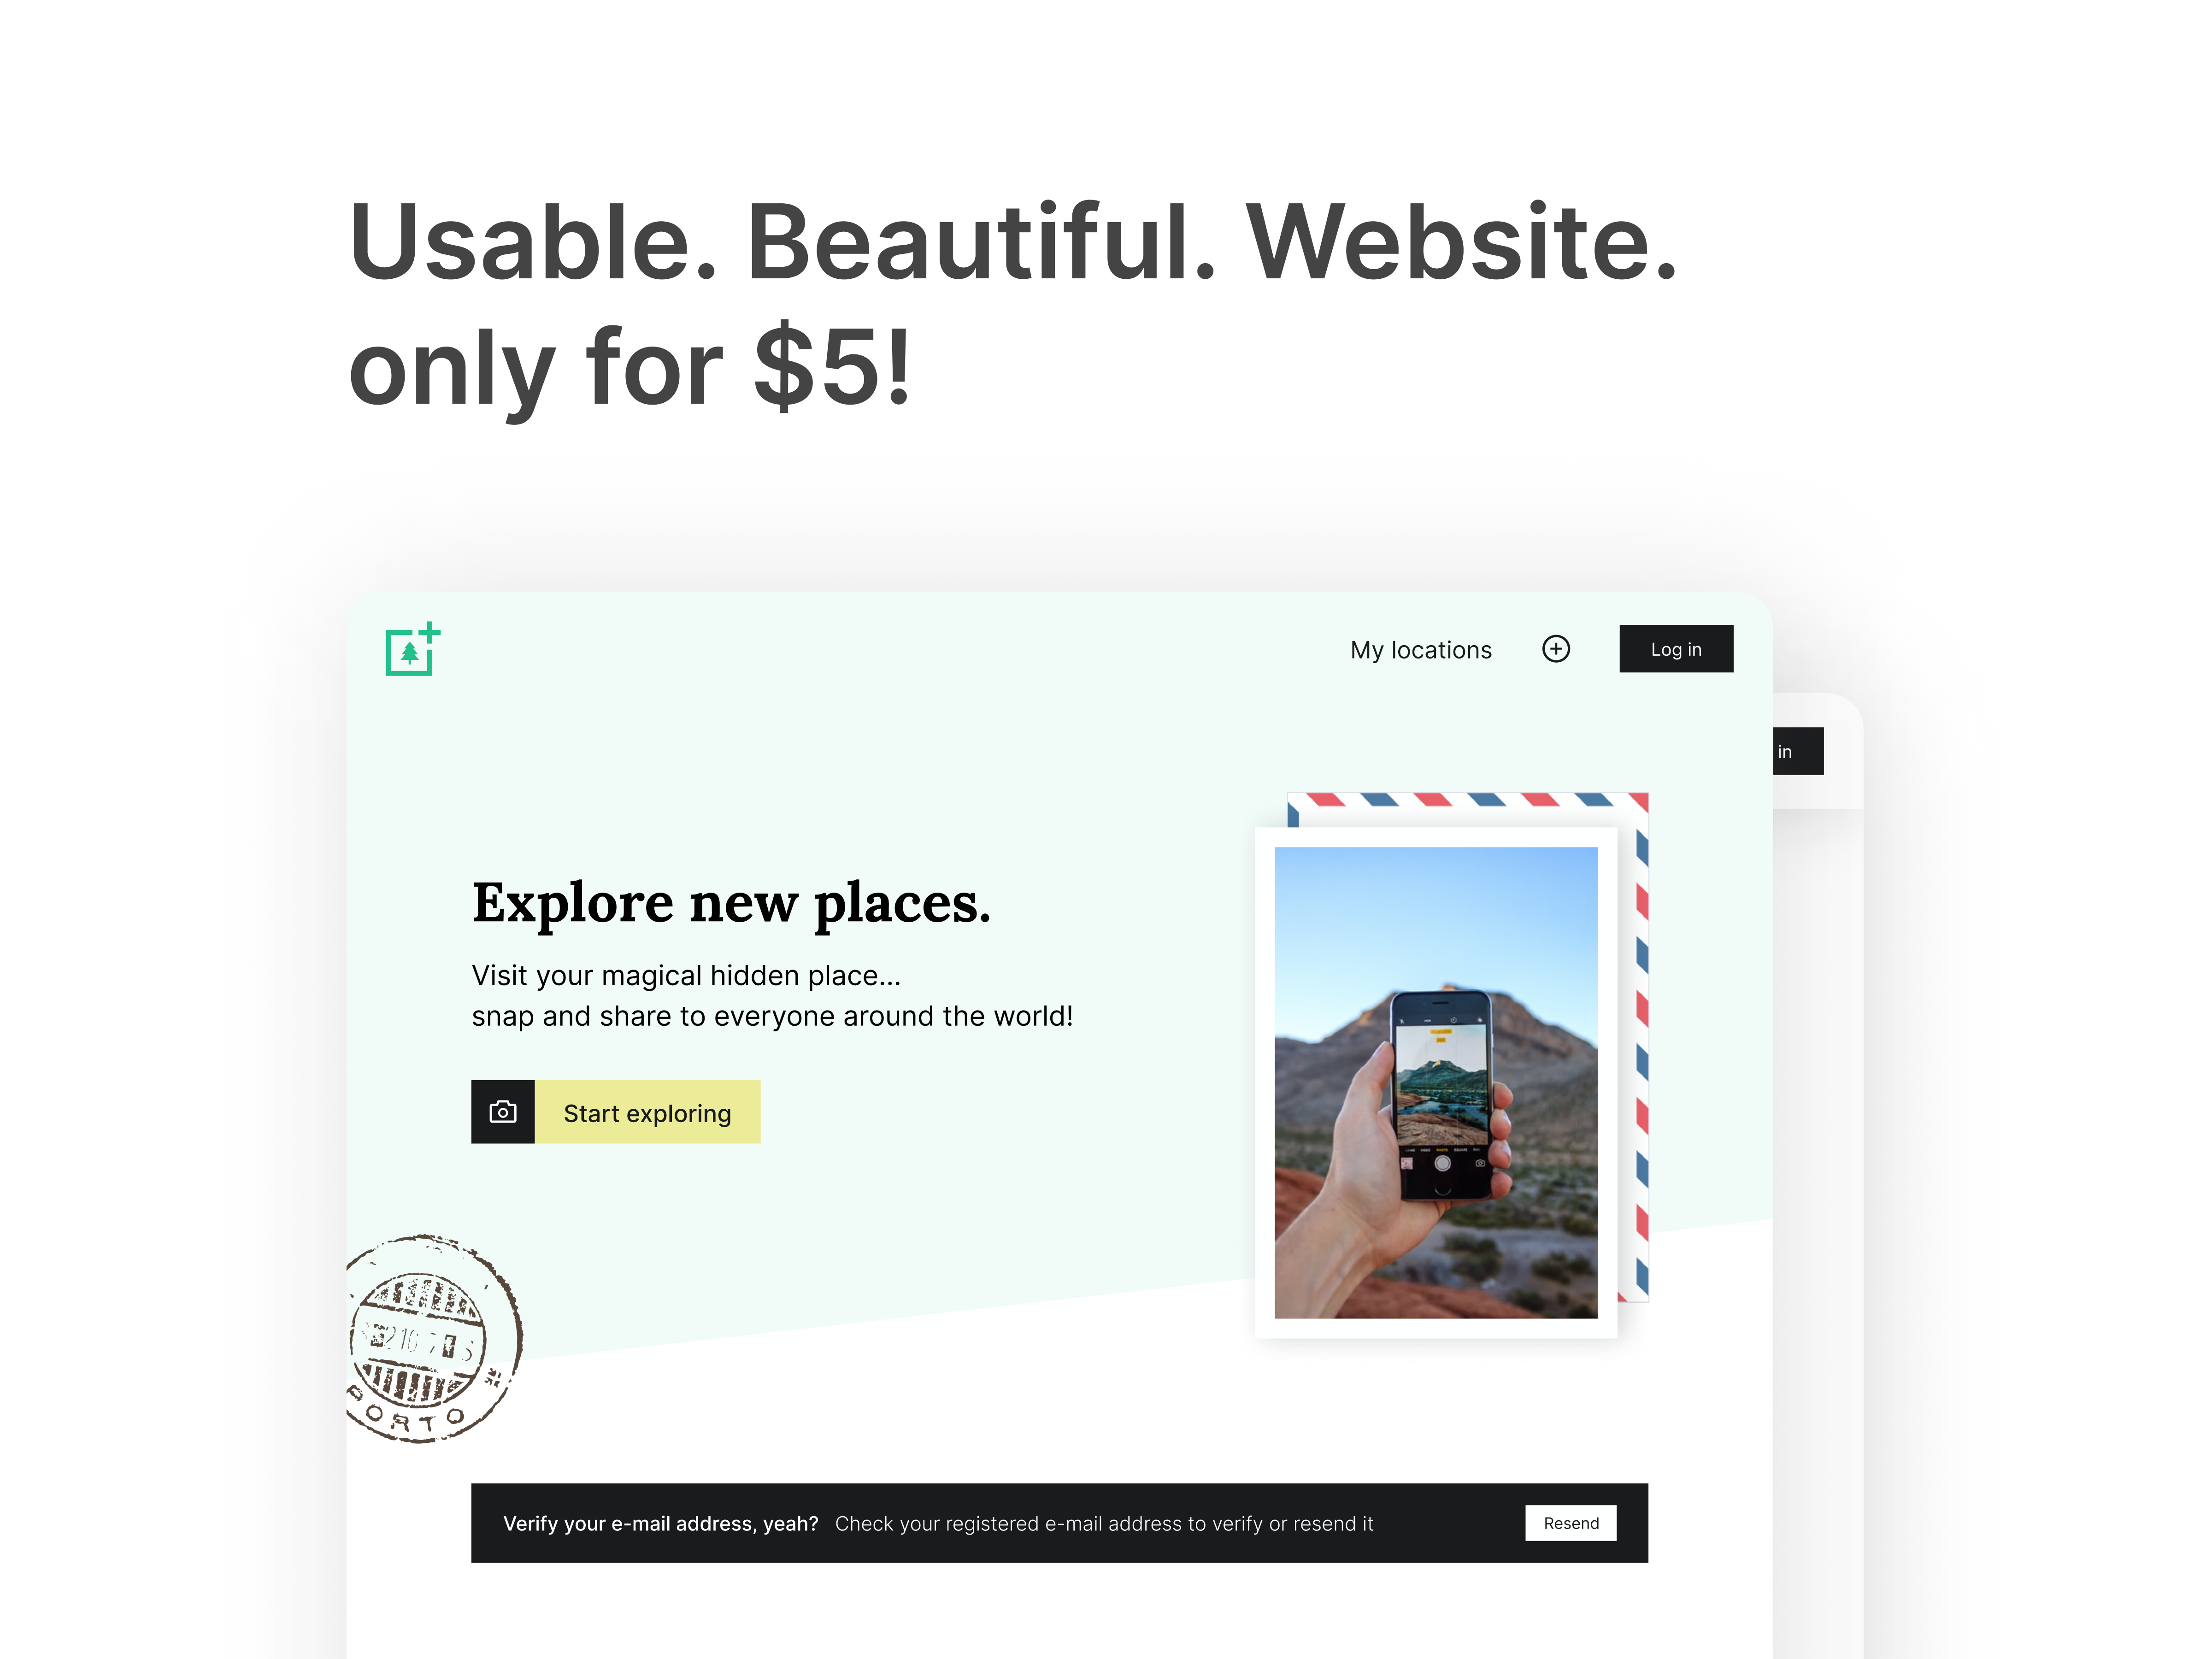 Usable. Beautiful. Website.
only for $5!
My locations
Log in
in
Explore new places.
Visit your magical hidden place...
snap and share to everyone around the world!
Start exploring
PORTO
Verify your e-mail address, yeah? Check your registered e-mail address to verify or resend it
Resend